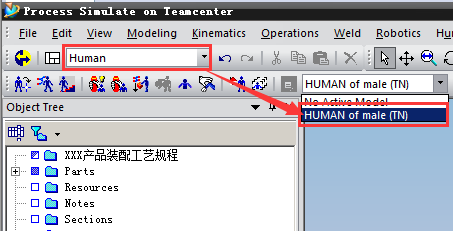 Process Simulate on Teamcenter
File Edit View Modeling Kinematics Operations Weld Robotics Hu
Human
HUMAN of male (TN)
No Active Model
HUMAN of male (TN)
Object Tree
XXX产品装配工艺规程
Parts
Resources
Notes
Sections